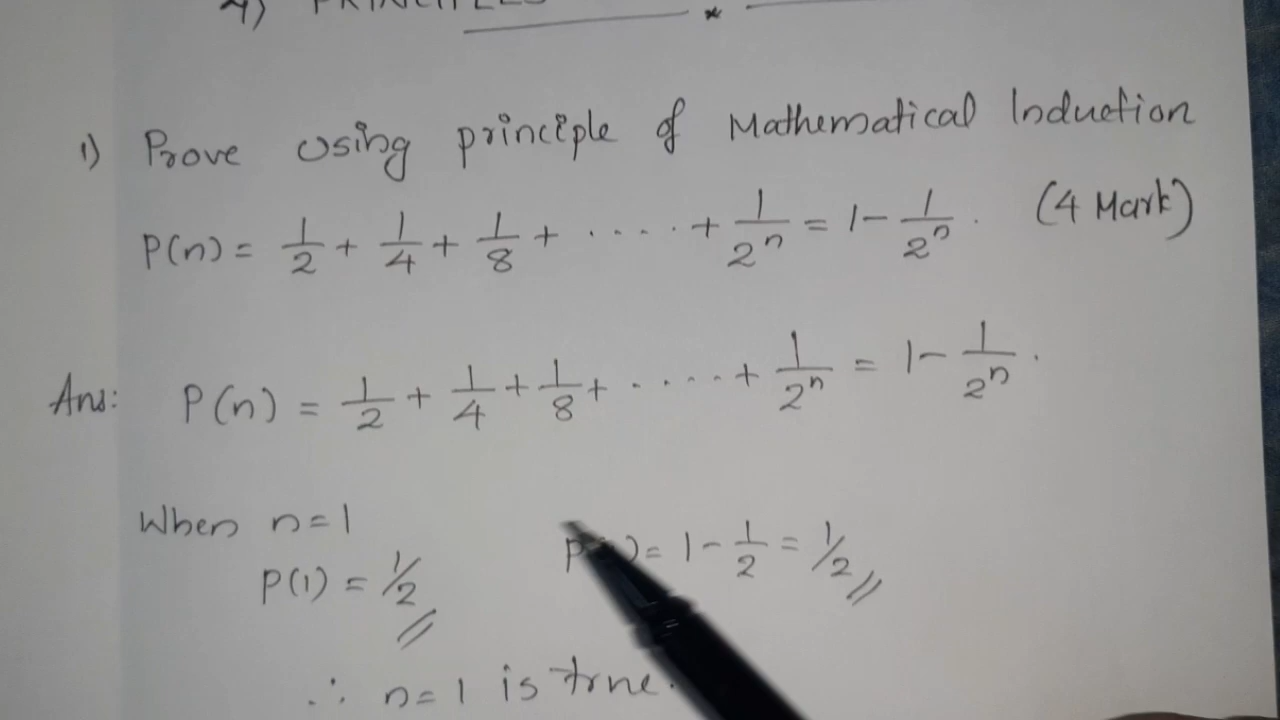 4) PRINCIPLES
1) Prove using principle of Mathematical Induction
P(n) = 1/2 + 1/4 + 1/8 + ..... + 1/2^n = 1 - 1/2^n. (4 Mark)
Ans: P(n) = 1/2 + 1/4 + 1/8 + ..... + 1/2^n = 1 - 1/2^n.
When n=1
P(1) = 1/2 P( ) = 1 - 1/2 = 1/2 //
∴ n=1 is true.